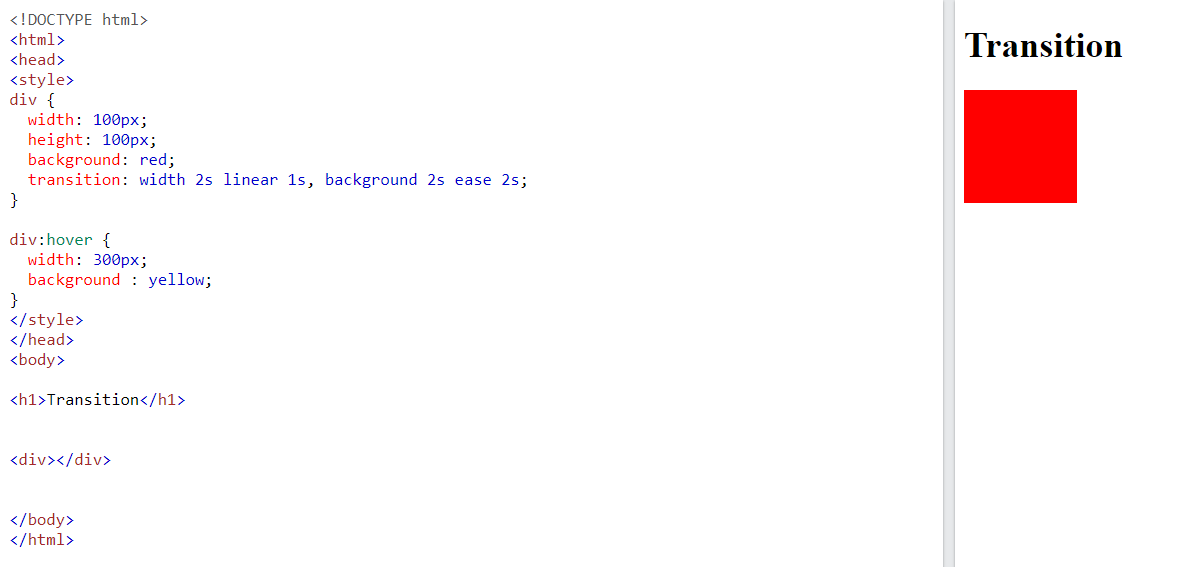 <!DOCTYPE html>
<html>
<head>
<style>
div {
  width: 100px;
  height: 100px;
  background: red;
  transition: width 2s linear 1s, background 2s ease 2s;
}
div:hover {
  width: 300px;
  background : yellow;
}
</style>
</head>
<body>
<h1>Transition</h1>
<div></div>
</body>
</html>
Transition